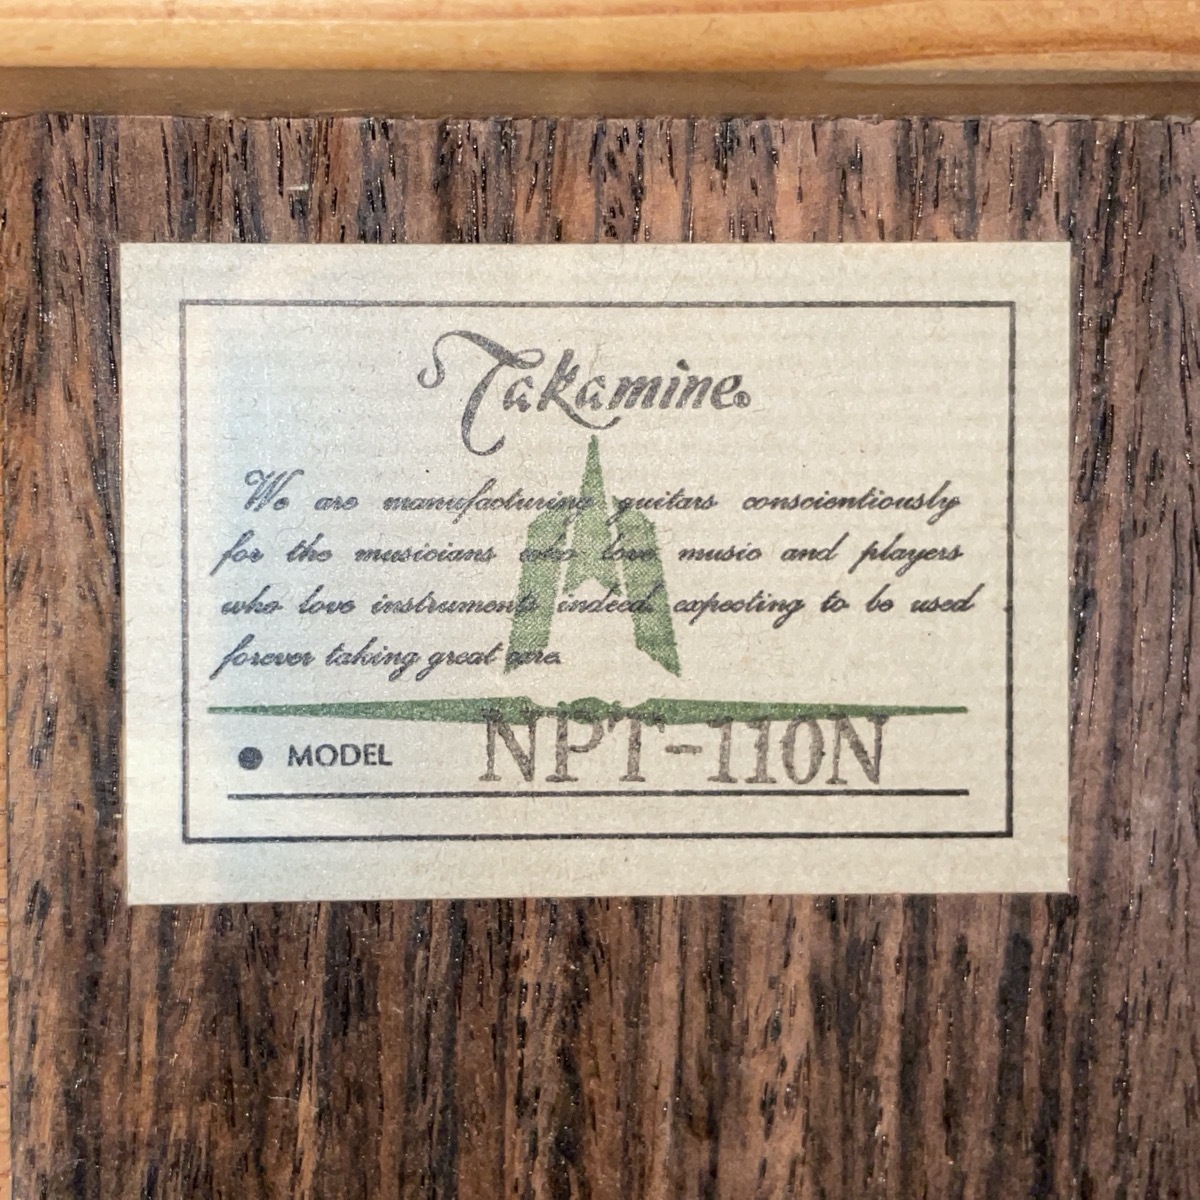 Takamine®
We are manufacturing guitars conscientiously
for the musicians who love music and players
who love instruments indeed expecting to be used
forever taking great care.
● MODEL NPT-110N